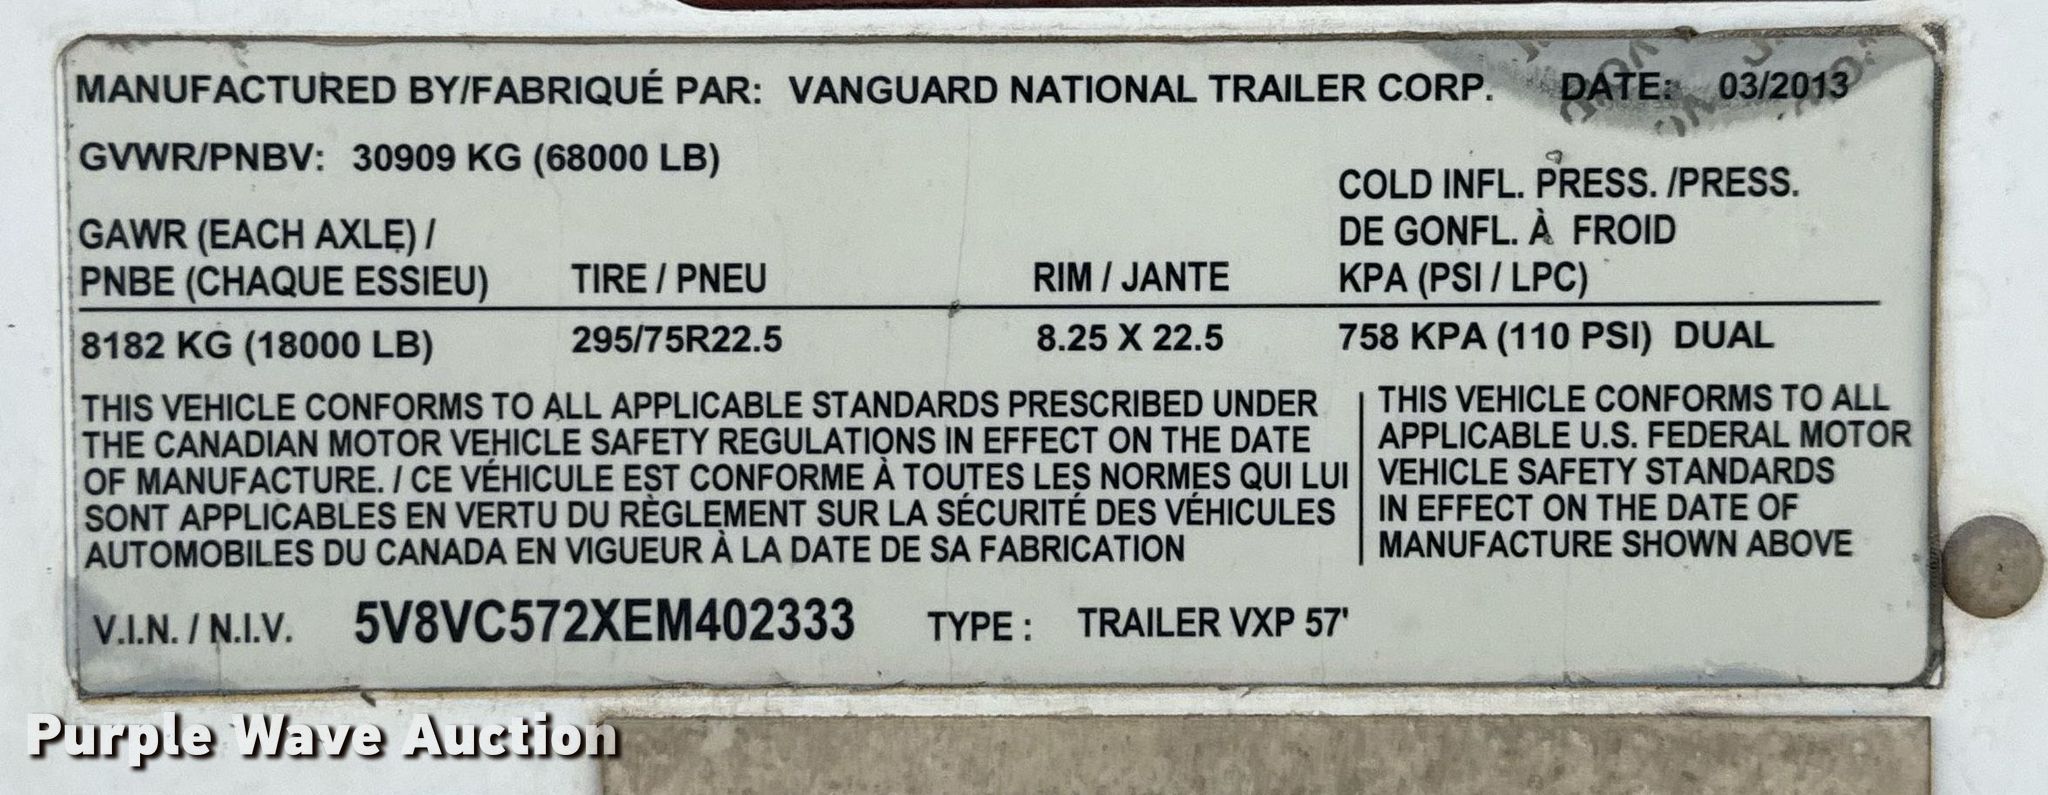 MANUFACTURED BY/FABRIQUÉ PAR: VANGUARD NATIONAL TRAILER CORP. DATE: 03/2013
GVWR/PNBV: 30909 KG (68000 LB)
COLD INFL. PRESS. /PRESS.
GAWR (EACH AXLE) / DE GONFL. À FROID
PNBE (CHAQUE ESSIEU) TIRE / PNEU RIM / JANTE KPA (PSI / LPC)
8182 KG (18000 LB) 295/75R22.5 8.25 X 22.5 758 KPA (110 PSI) DUAL
THIS VEHICLE CONFORMS TO ALL APPLICABLE STANDARDS PRESCRIBED UNDER
THE CANADIAN MOTOR VEHICLE SAFETY REGULATIONS IN EFFECT ON THE DATE
OF MANUFACTURE. / CE VÉHICULE EST CONFORME À TOUTES LES NORMES QUI LUI
SONT APPLICABLES EN VERTU DU RÈGLEMENT SUR LA SÉCURITÉ DES VÉHICULES
AUTOMOBILES DU CANADA EN VIGUEUR À LA DATE DE SA FABRICATION
THIS VEHICLE CONFORMS TO ALL
APPLICABLE U.S. FEDERAL MOTOR
VEHICLE SAFETY STANDARDS
IN EFFECT ON THE DATE OF
MANUFACTURE SHOWN ABOVE
V.I.N. / N.I.V. 5V8VC572XEM402333 TYPE : TRAILER VXP 57'
Purple Wave Auction